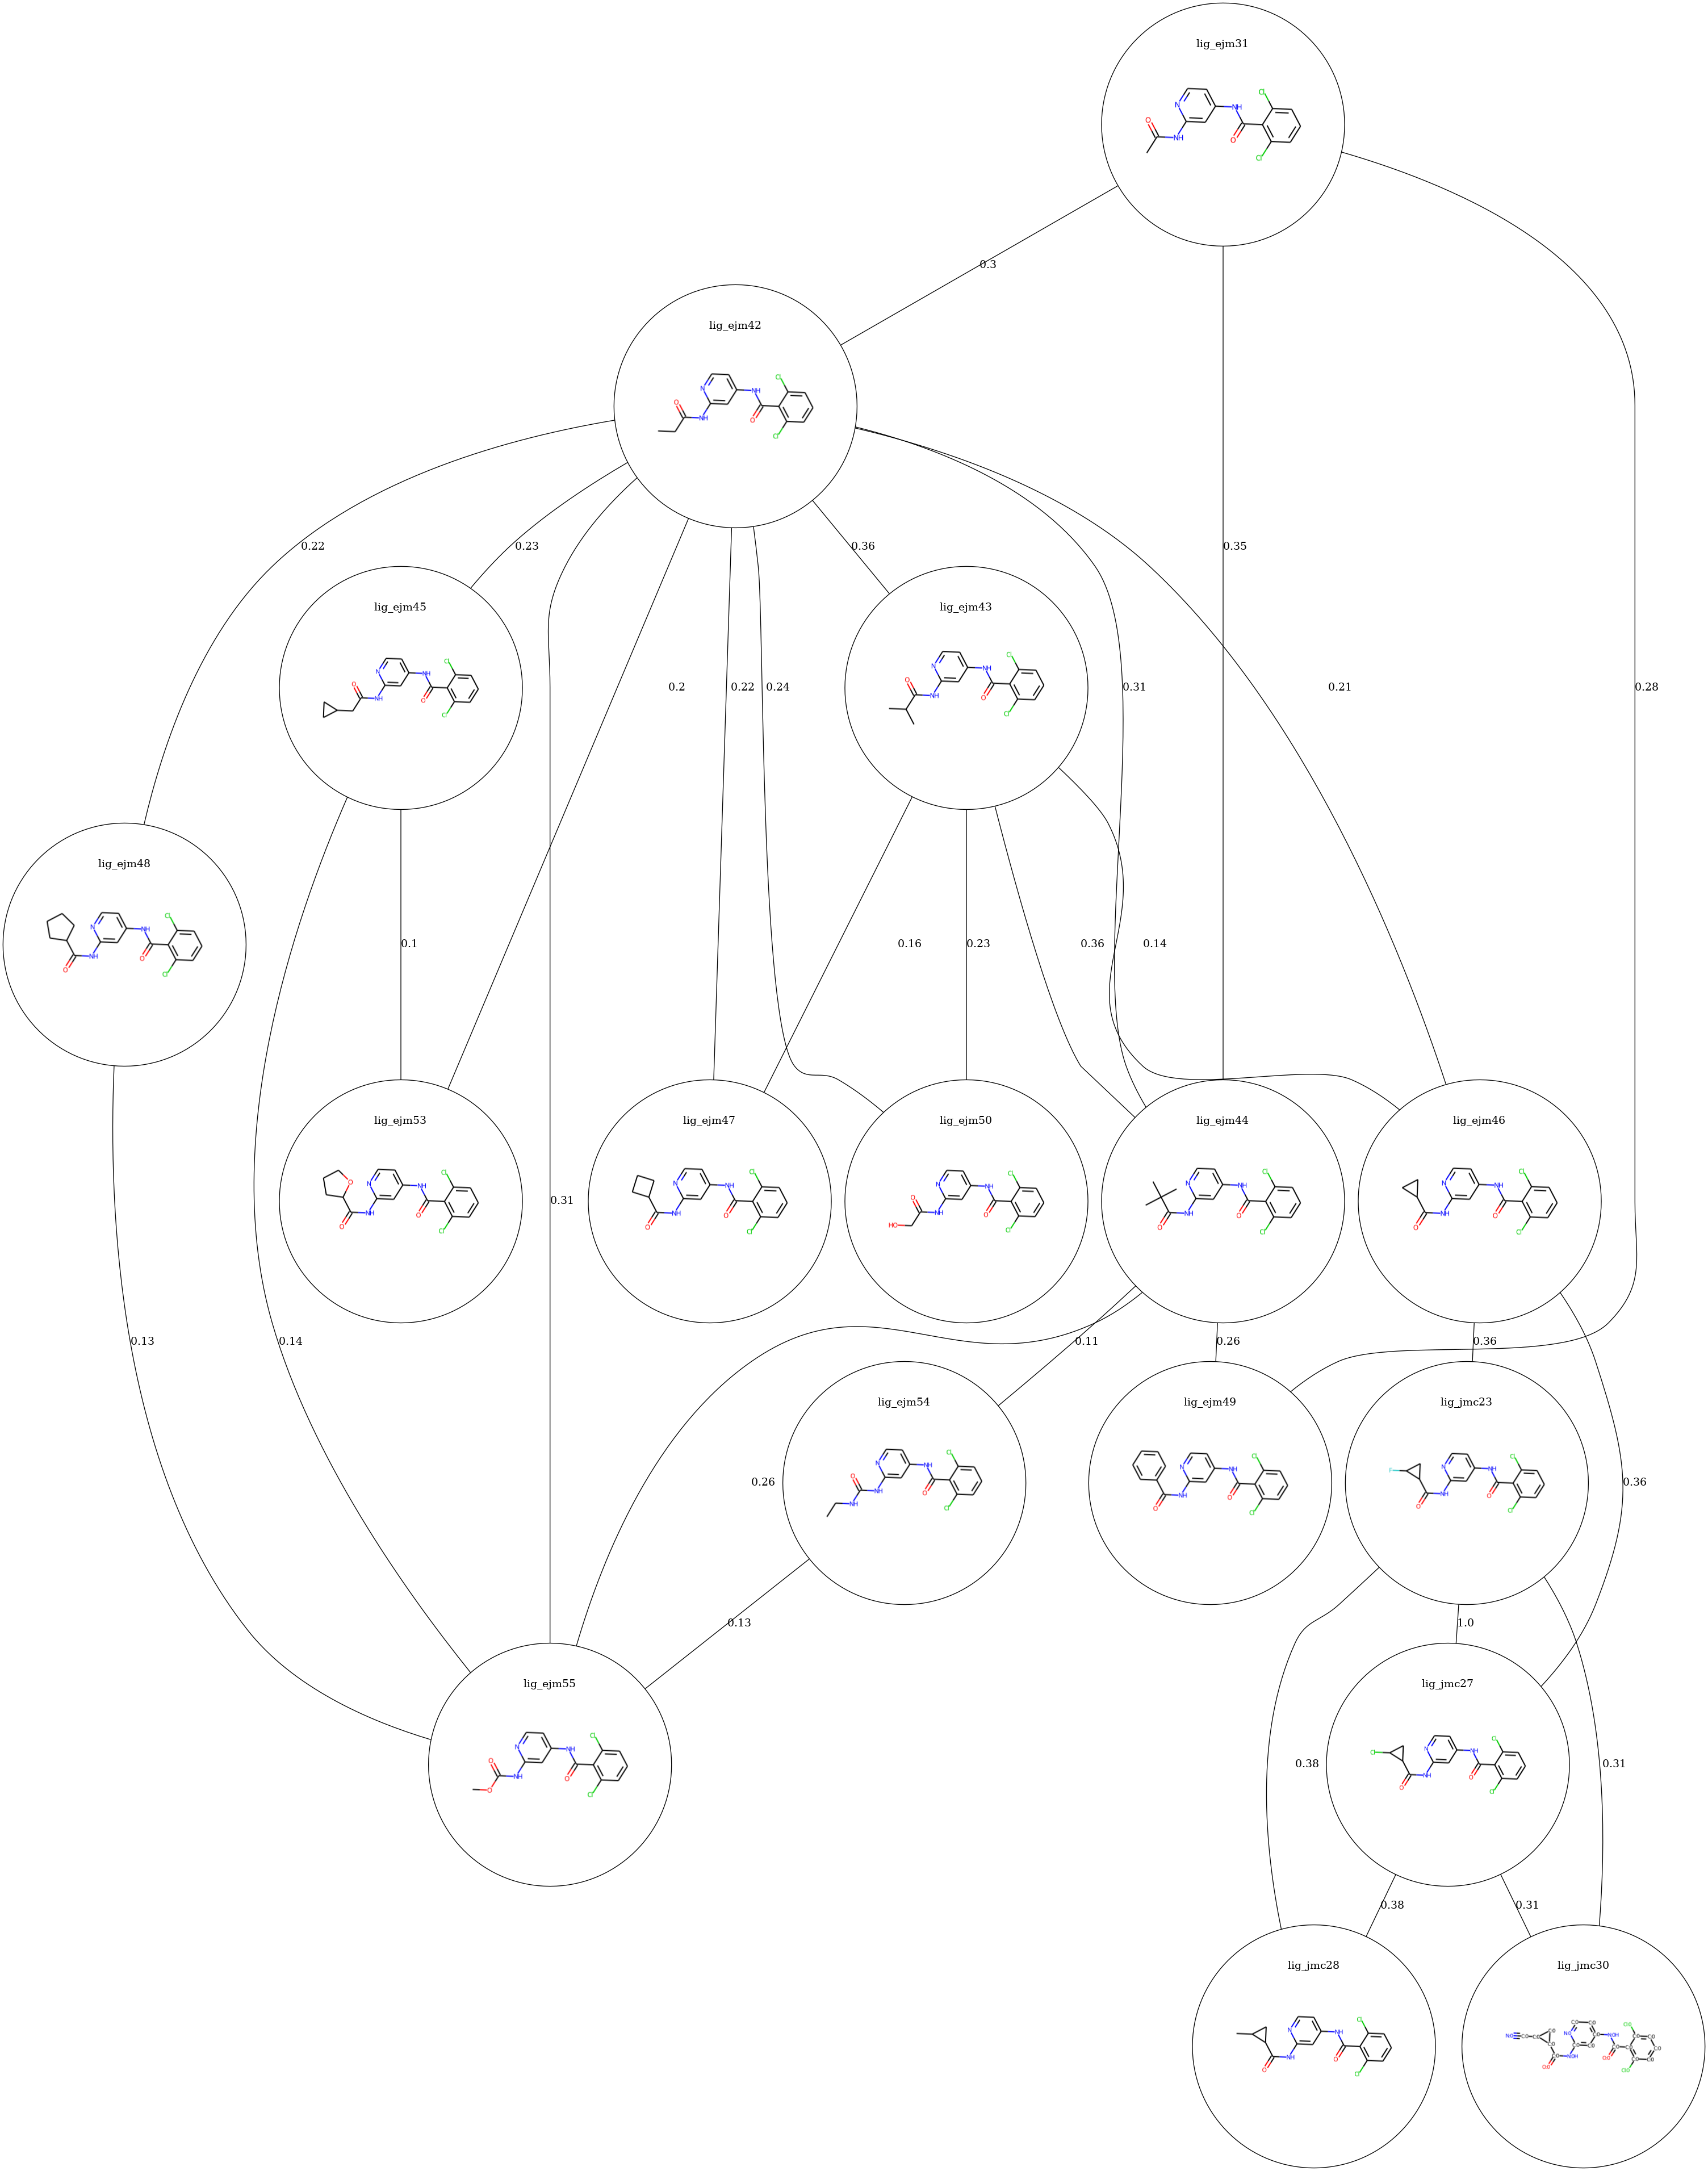 lig_ejm31
Cl
N
NH
O
O
NH
Cl
0.3
lig_ejm42
Cl
N
NH
O
O
NH
Cl
0.22
0.23
0.36
0.35
lig_ejm45
Cl
N
NH
O
O
NH
Cl
lig_ejm43
Cl
N
NH
O
O
NH
Cl
0.2
0.22
0.24
0.31
0.21
0.28
lig_ejm48
Cl
N
NH
O
NH
O
Cl
0.1
0.16
0.23
0.36
0.14
lig_ejm53
Cl
O
N
NH
NH
O
O
Cl
lig_ejm47
Cl
N
NH
NH
O
O
Cl
lig_ejm50
Cl
N
NH
O
NH
O
HO
Cl
lig_ejm44
Cl
N
NH
NH
O
O
Cl
lig_ejm46
Cl
N
NH
NH
O
O
Cl
0.31
0.13
0.14
0.11
0.26
0.36
lig_ejm54
Cl
N
NH
O
NH
O
NH
Cl
lig_ejm49
Cl
N
NH
NH
O
O
Cl
lig_jmc23
Cl
F
N
NH
NH
O
O
Cl
0.26
0.36
0.13
1.0
lig_ejm55
Cl
N
NH
O
O
NH
O
Cl
lig_jmc27
Cl
Cl
N
NH
NH
O
O
Cl
0.38
0.31
0.38
0.31
lig_jmc28
Cl
N
NH
NH
O
O
Cl
lig_jmc30